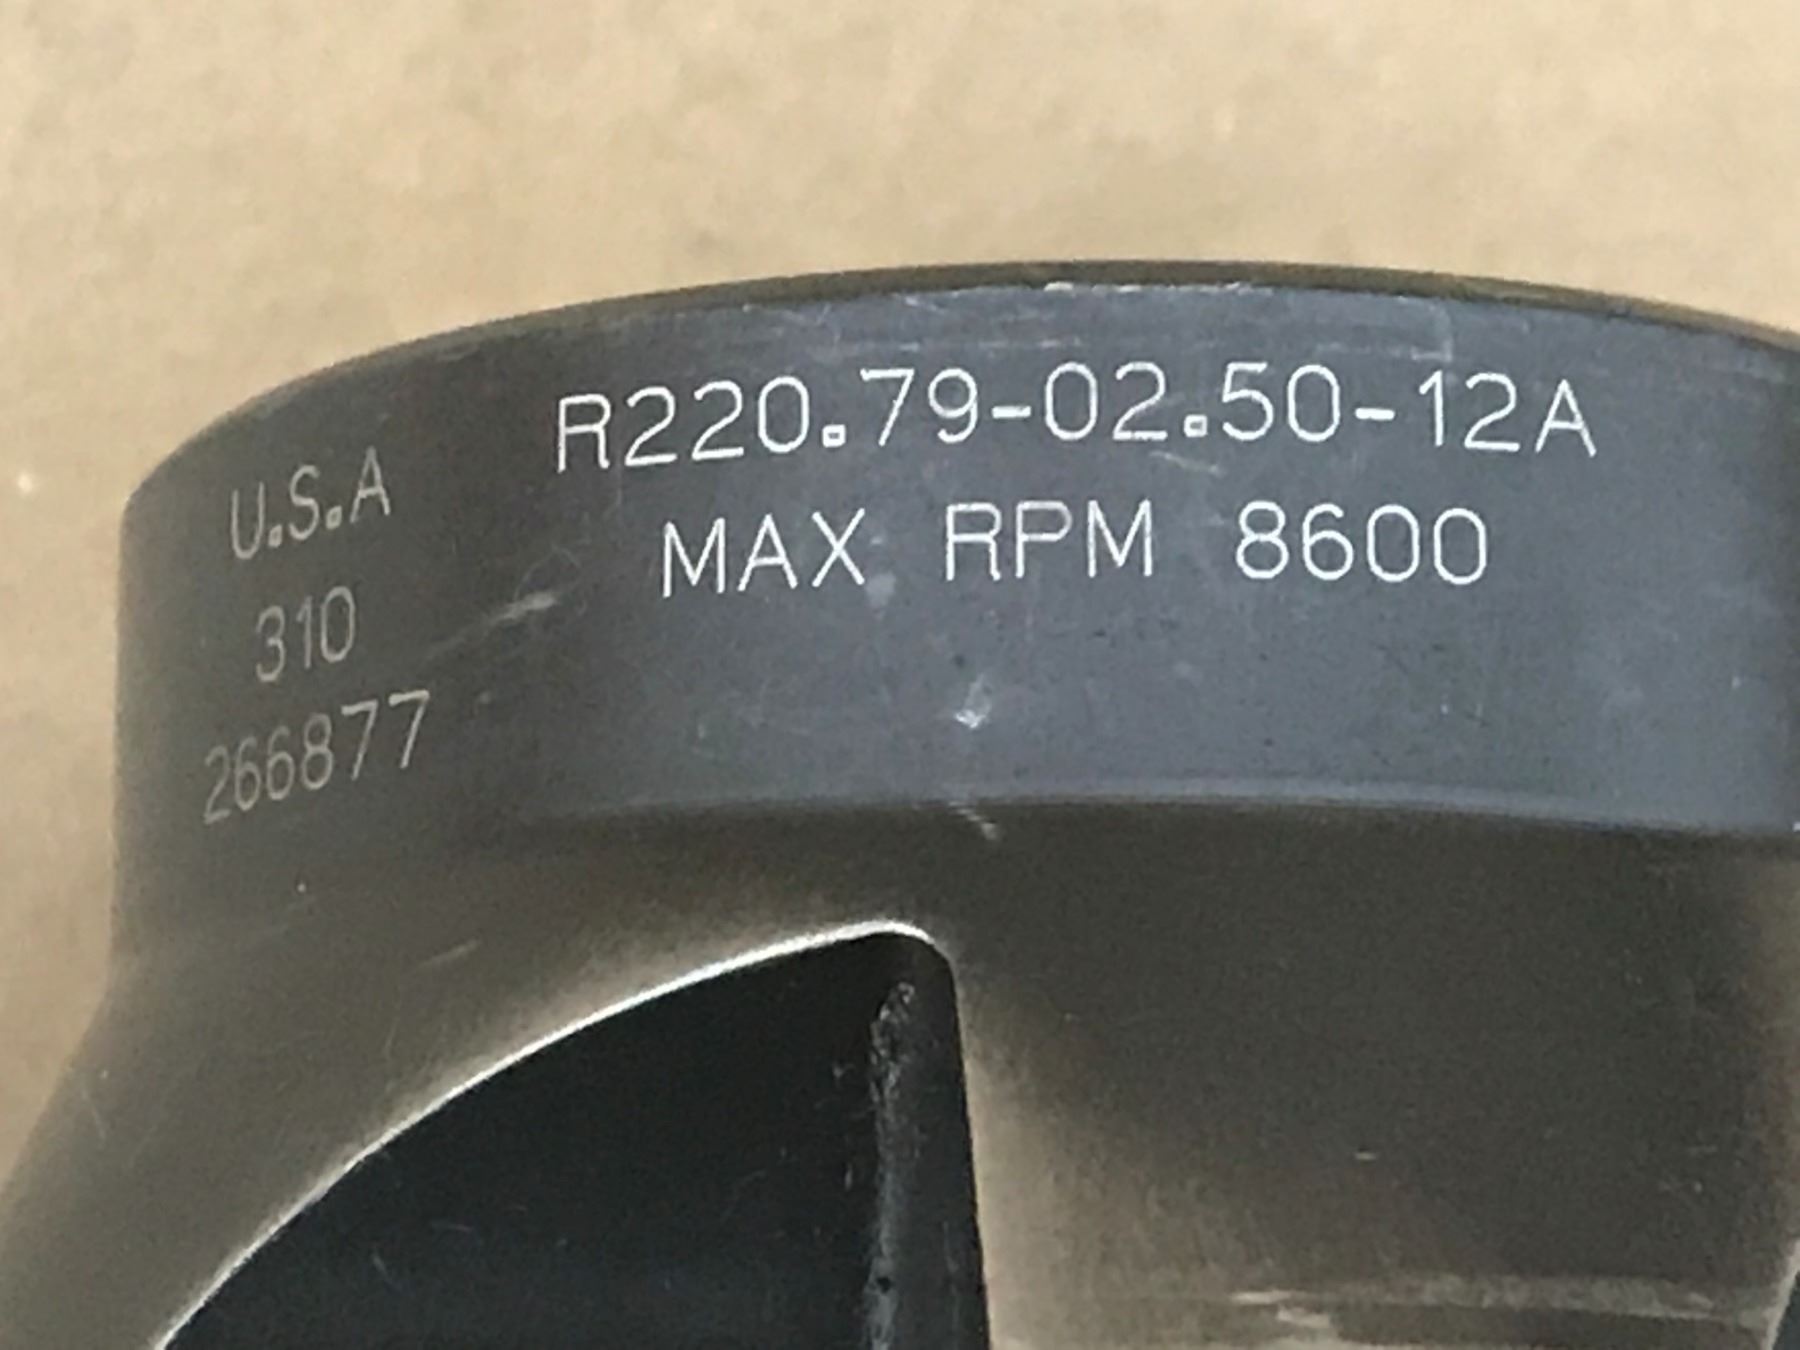 R220.79-02.50-12A
MAX RPM 8600
U.S.A
310
266877